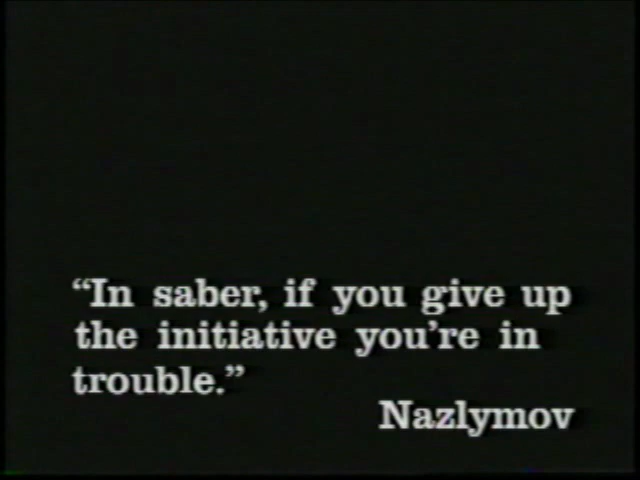 “In saber, if you give up
the initiative you’re in
trouble.”
Nazlymov